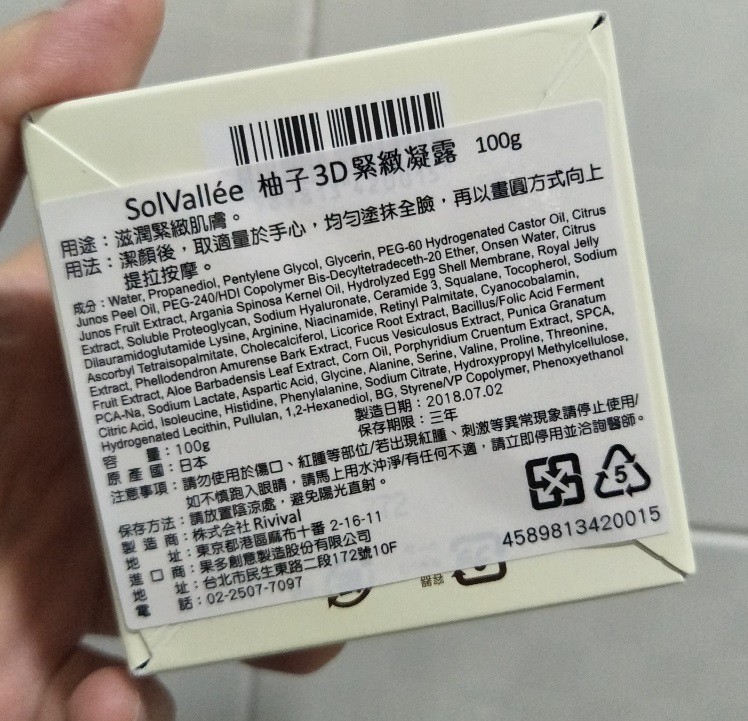 SolVallée 柚子3D緊緻凝露 100g
用途：滋潤緊緻肌膚。
用法：潔顏後，取適量於手心，均勻塗抹全臉，再以畫圓方式向上
提拉按摩。
成分：Water, Propanediol, Pentylene Glycol, Glycerin, PEG-60 Hydrogenated Castor Oil, Citrus
Junos Peel Oil, PEG-240/HDI Copolymer Bis-Decyltetradeceth-20 Ether, Onsen Water, Citrus
Junos Fruit Extract, Argania Spinosa Kernel Oil, Hydrolyzed Egg Shell Membrane, Royal Jelly
Extract, Soluble Proteoglycan, Sodium Hyaluronate, Ceramide 3, Squalane, Tocopherol, Sodium
Dilauramidoglutamide Lysine, Arginine, Niacinamide, Retinyl Palmitate, Cyanocobalamin,
Ascorbyl Tetraisopalmitate, Cholecalciferol, Licorice Root Extract, Bacillus/Folic Acid Ferment
Extract, Phellodendron Amurense Bark Extract, Fucus Vesiculosus Extract, Punica Granatum
Fruit Extract, Aloe Barbadensis Leaf Extract, Corn Oil, Porphyridium Cruentum Extract, SPCA,
PCA-Na, Sodium Lactate, Aspartic Acid, Glycine, Alanine, Serine, Valine, Proline, Threonine,
Citric Acid, Isoleucine, Histidine, Phenylalanine, Sodium Citrate, Hydroxypropyl Methylcellulose,
Hydrogenated Lecithin, Pullulan, 1,2-Hexanediol, BG, Styrene/VP Copolymer, Phenoxyethanol
容 量：100g 製造日期：2018.07.02
原 產 國：日本 保存期限：三年
注意事項：請勿使用於傷口、紅腫等部位/若出現紅腫、刺激等異常現象請停止使用/
如不慎跑入眼睛，請馬上用水沖淨/有任何不適，請立即停用並洽詢醫師。
保存方法：請放置陰涼處，避免陽光直射。
製 造 商：株式会社Rivival
地 址：東京都港區麻布十番 2-16-11
進 口 商：果多創意製造股份有限公司
地 址：台北市民生東路二段172號10F
電 話：02-2507-7097
5
4589813420015